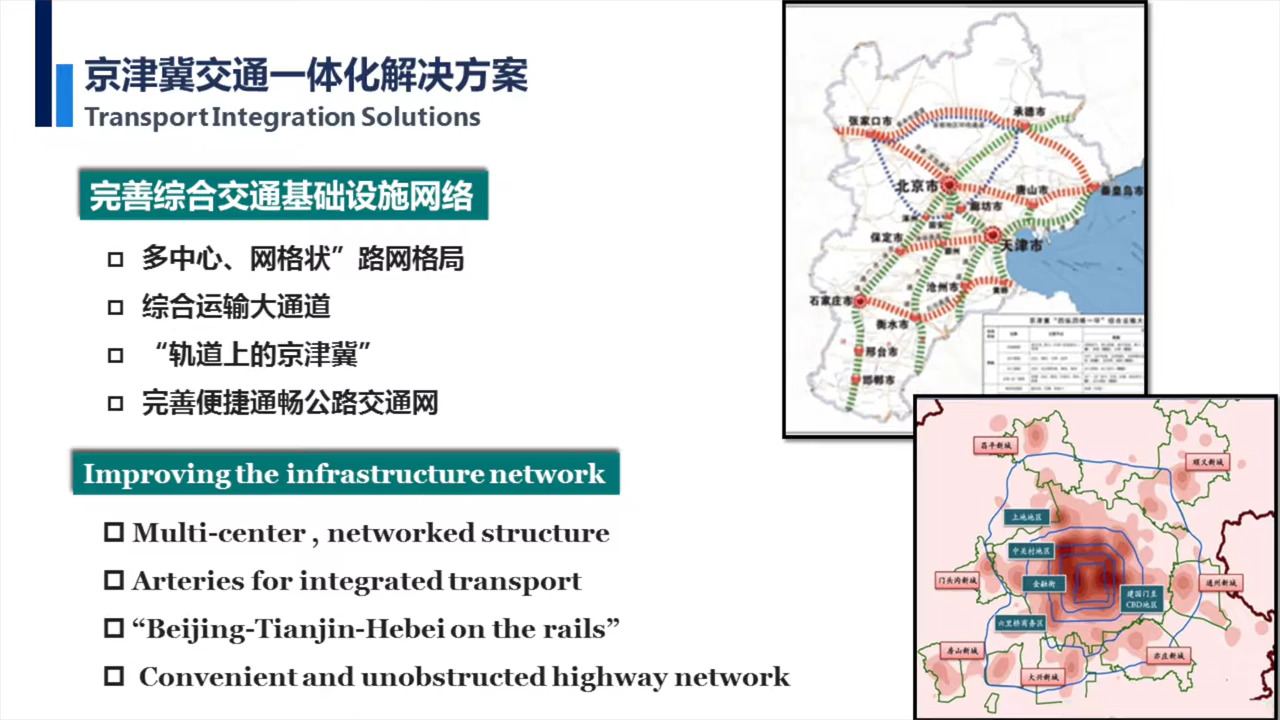 京津冀交通一体化解决方案
Transport Integration Solutions
完善综合交通基础设施网络
多中心、网格状”路网格局
综合运输大通道
“轨道上的京津冀”
完善便捷通畅公路交通网
Improving the infrastructure network
Multi-center , networked structure
Arteries for integrated transport
“Beijing-Tianjin-Hebei on the rails”
Convenient and unobstructed highway network
承德市
张家口市
北京市
唐山市
秦皇岛市
廊坊市
保定市
天津市
沧州市
石家庄市
衡水市
邢台市
邯郸市
昌平新城
顺义新城
土地地区
中关村地区
门头沟新城
金融街
通州新城
建国门至
CBD地区
六里桥商务区
房山新城
亦庄新城
大兴新城